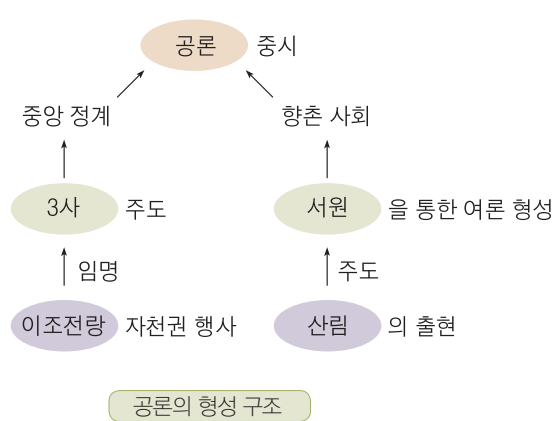 공론 중시
중앙 정계 향촌 사회
3사 주도 서원 을 통한 여론 형성
임명 주도
이조전랑 자천권 행사 산림 의 출현
공론의 형성 구조